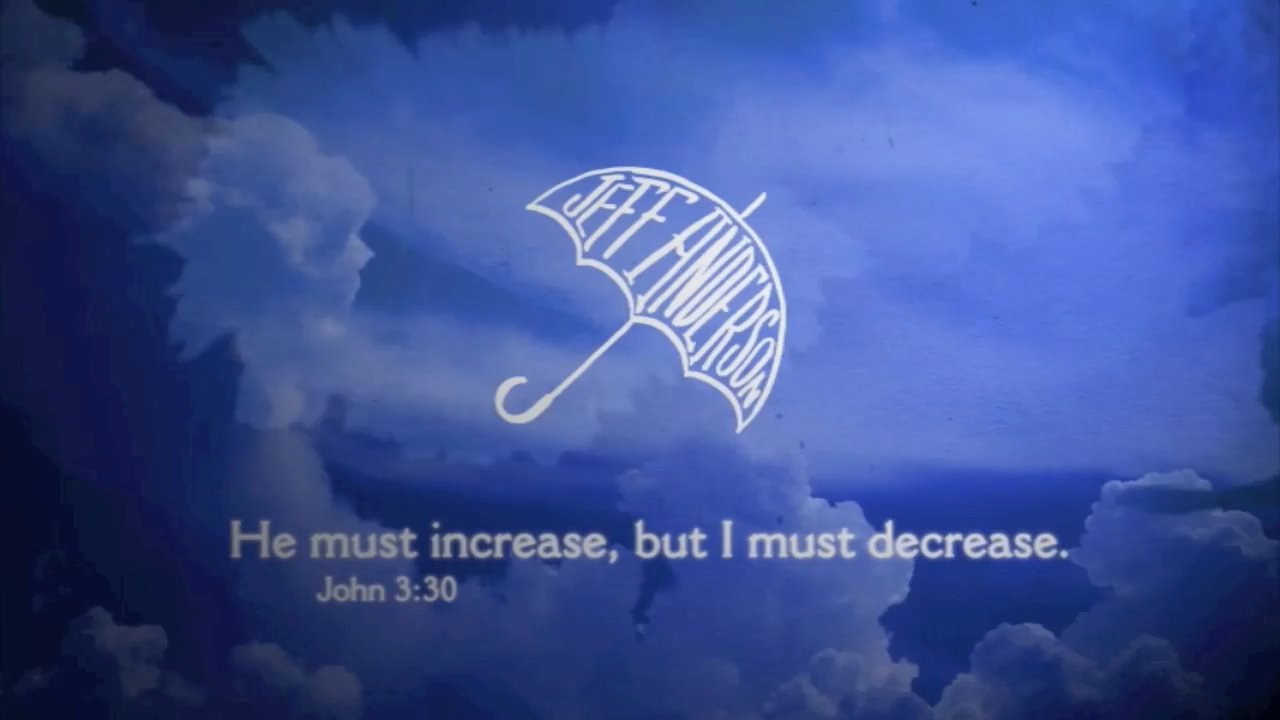 JEFF ANDERSON
He must increase, but I must decrease.
John 3:30